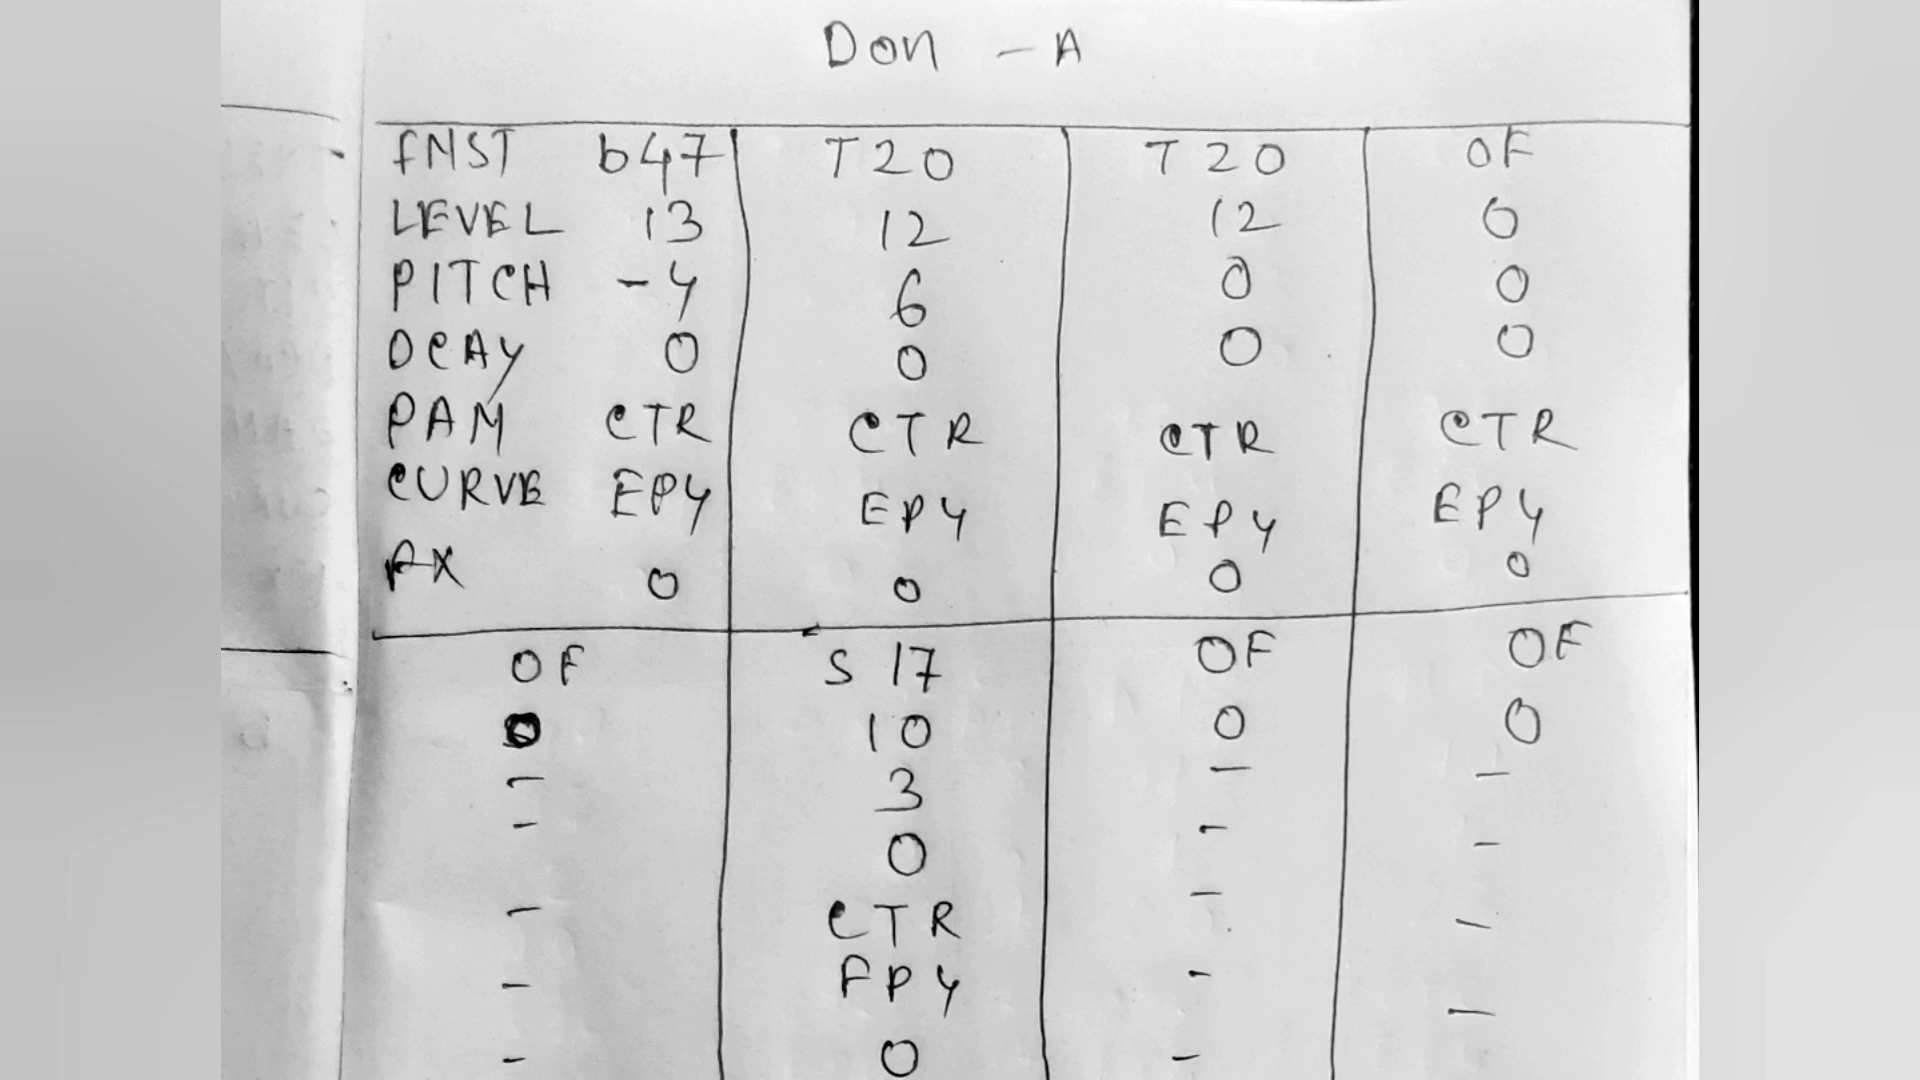 Don - A
FNST b47 T20 T20 OF
LEVEL 13 12 12 0
PITCH -4 6 0 0
DCAY 0 0 0 0
PAM CTR CTR CTR CTR
CURVE EPY EPY EPY EPY
FX 0 0 0 0
OF S 17 OF OF
0 10 0 0
- 3 - -
- 0 - -
- CTR - -
- FPY - -
- 0 -